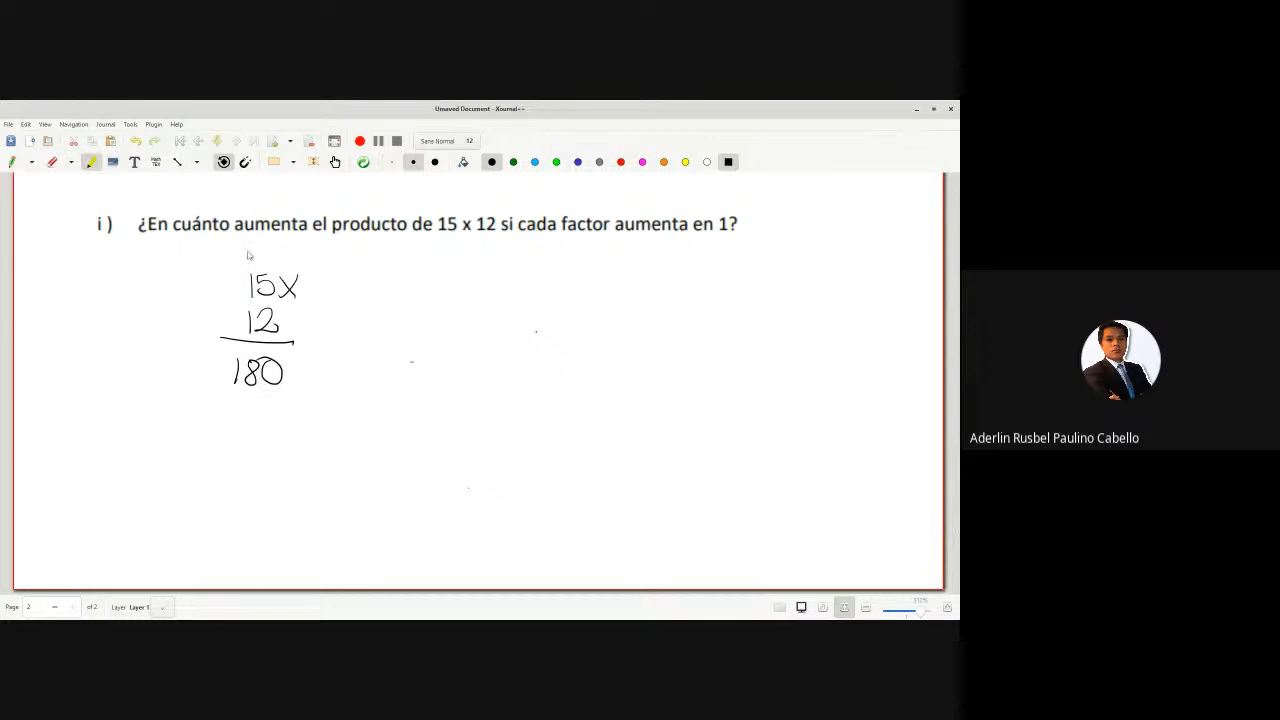 Unsaved Document - Xournal++
File Edit View Navigation Journal Tools Plugin Help
Sans Normal 12
i ) ¿En cuánto aumenta el producto de 15 x 12 si cada factor aumenta en 1?
15x
12
180
Aderlin Rusbel Paulino Cabello
Page 2 of 2 Layer Layer 1
312%